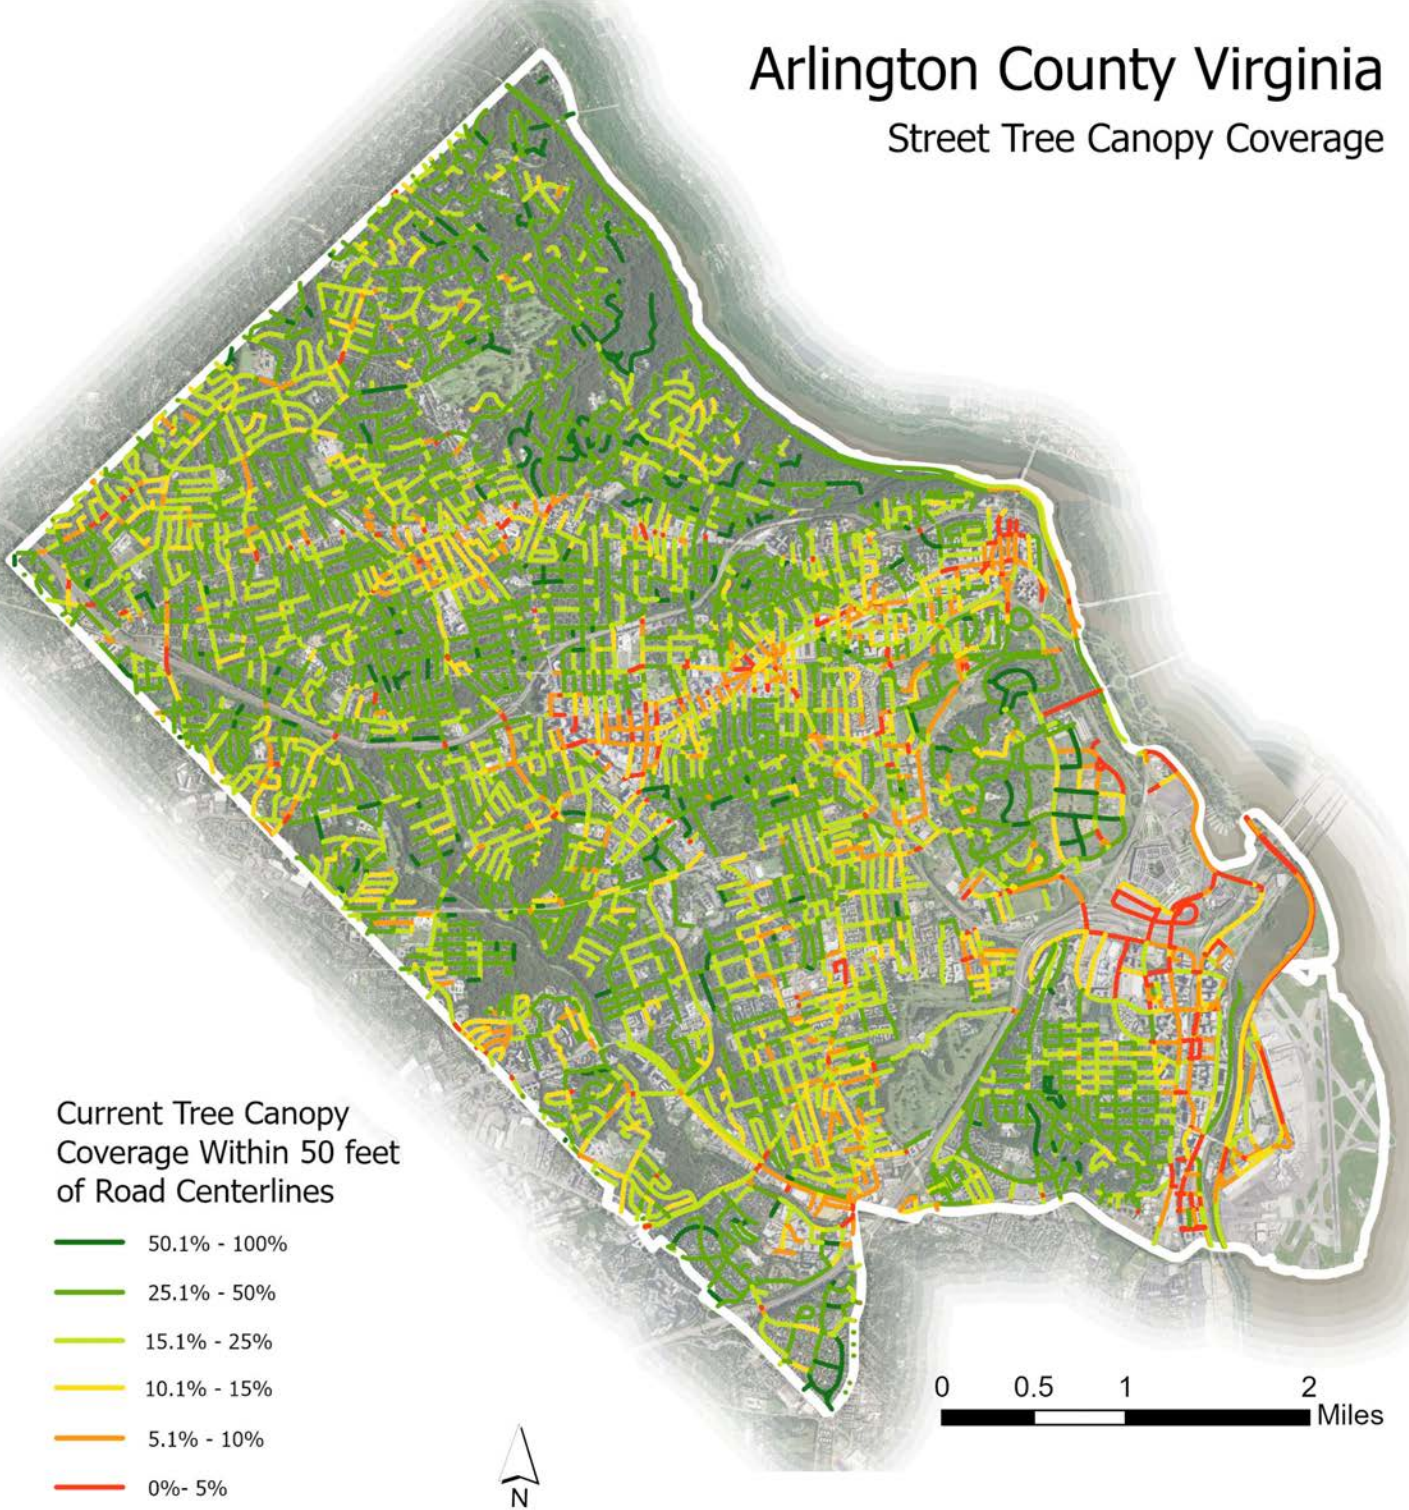 Arlington County Virginia
Street Tree Canopy Coverage
Current Tree Canopy
Coverage Within 50 feet
of Road Centerlines
50.1% - 100%
25.1% - 50%
15.1% - 25%
10.1% - 15%
5.1% - 10%
0%- 5%
N
0 0.5 1 2
Miles